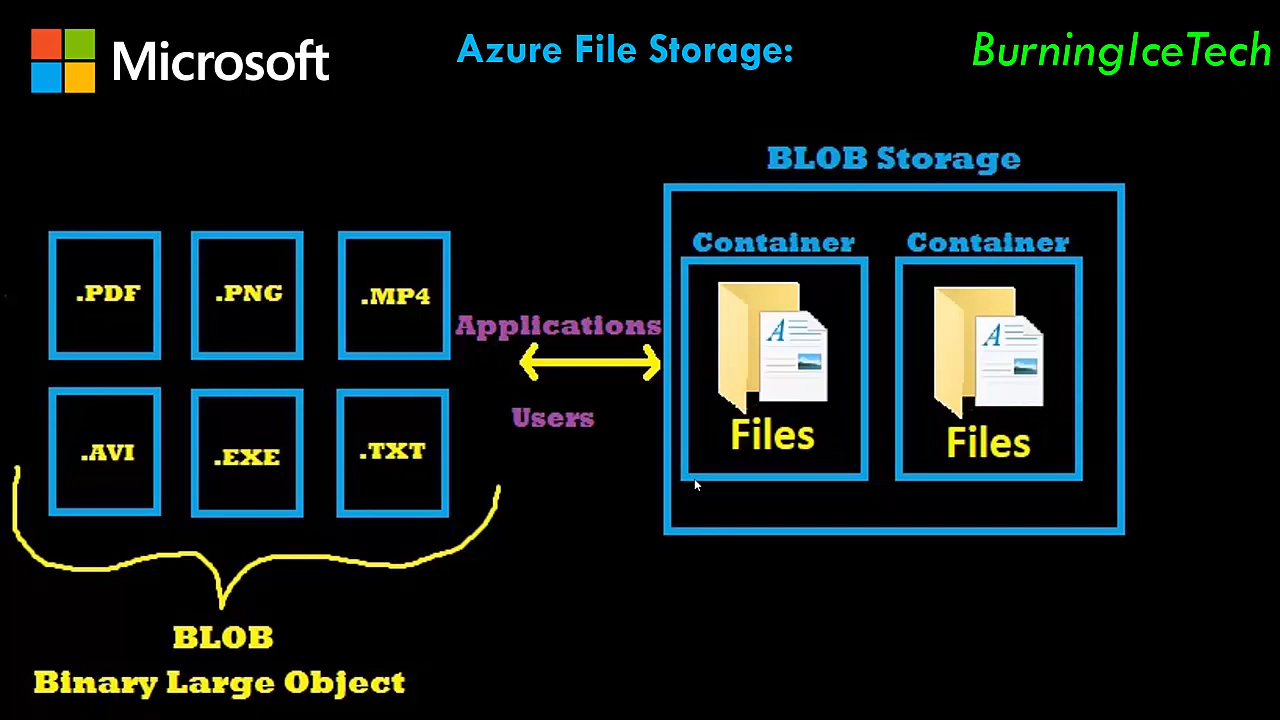 Microsoft
Azure File Storage:
BurningIceTech
BLOB Storage
Container
Container
.PDF
.PNG
.MP4
Applications
Users
Files
Files
.AVI
.EXE
.TXT
BLOB
Binary Large Object